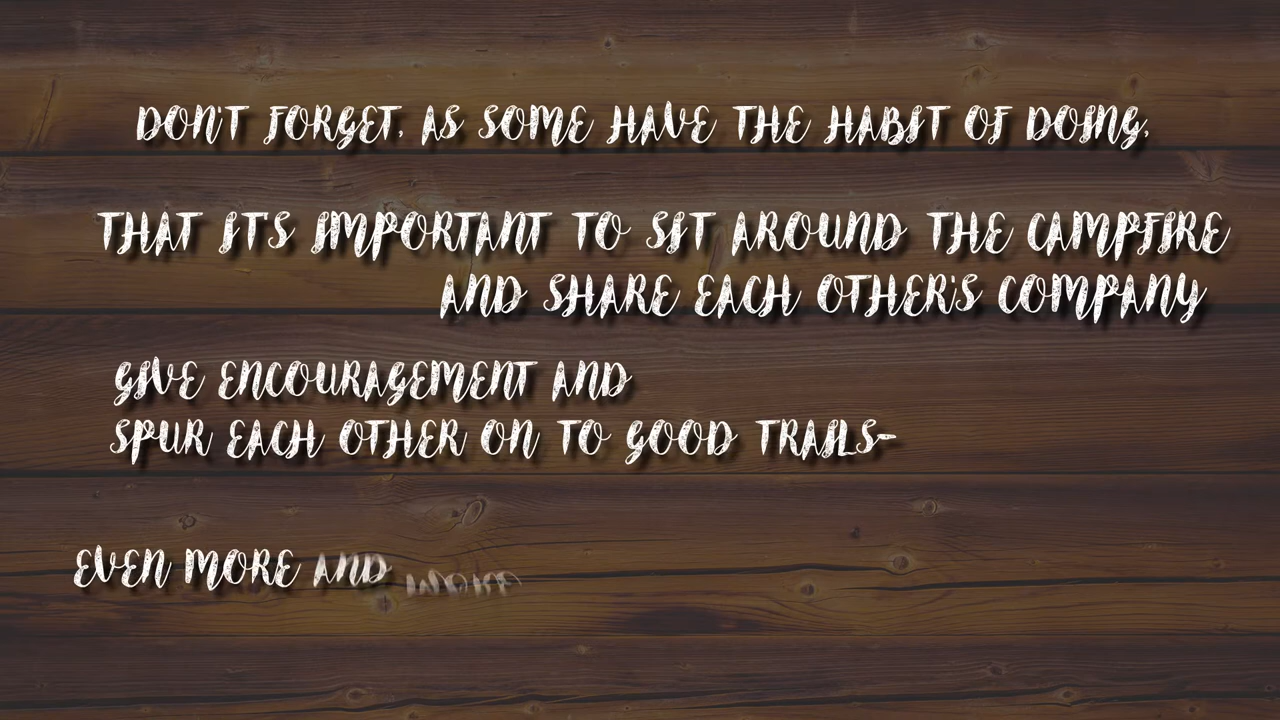 DON'T FORGET, AS SOME HAVE THE HABIT OF DOING,
THAT IT'S IMPORTANT TO SIT AROUND THE CAMPFIRE
AND SHARE EACH OTHER'S COMPANY
GIVE ENCOURAGEMENT AND
SPUR EACH OTHER ON TO GOOD TRAILS-
EVEN MORE AND